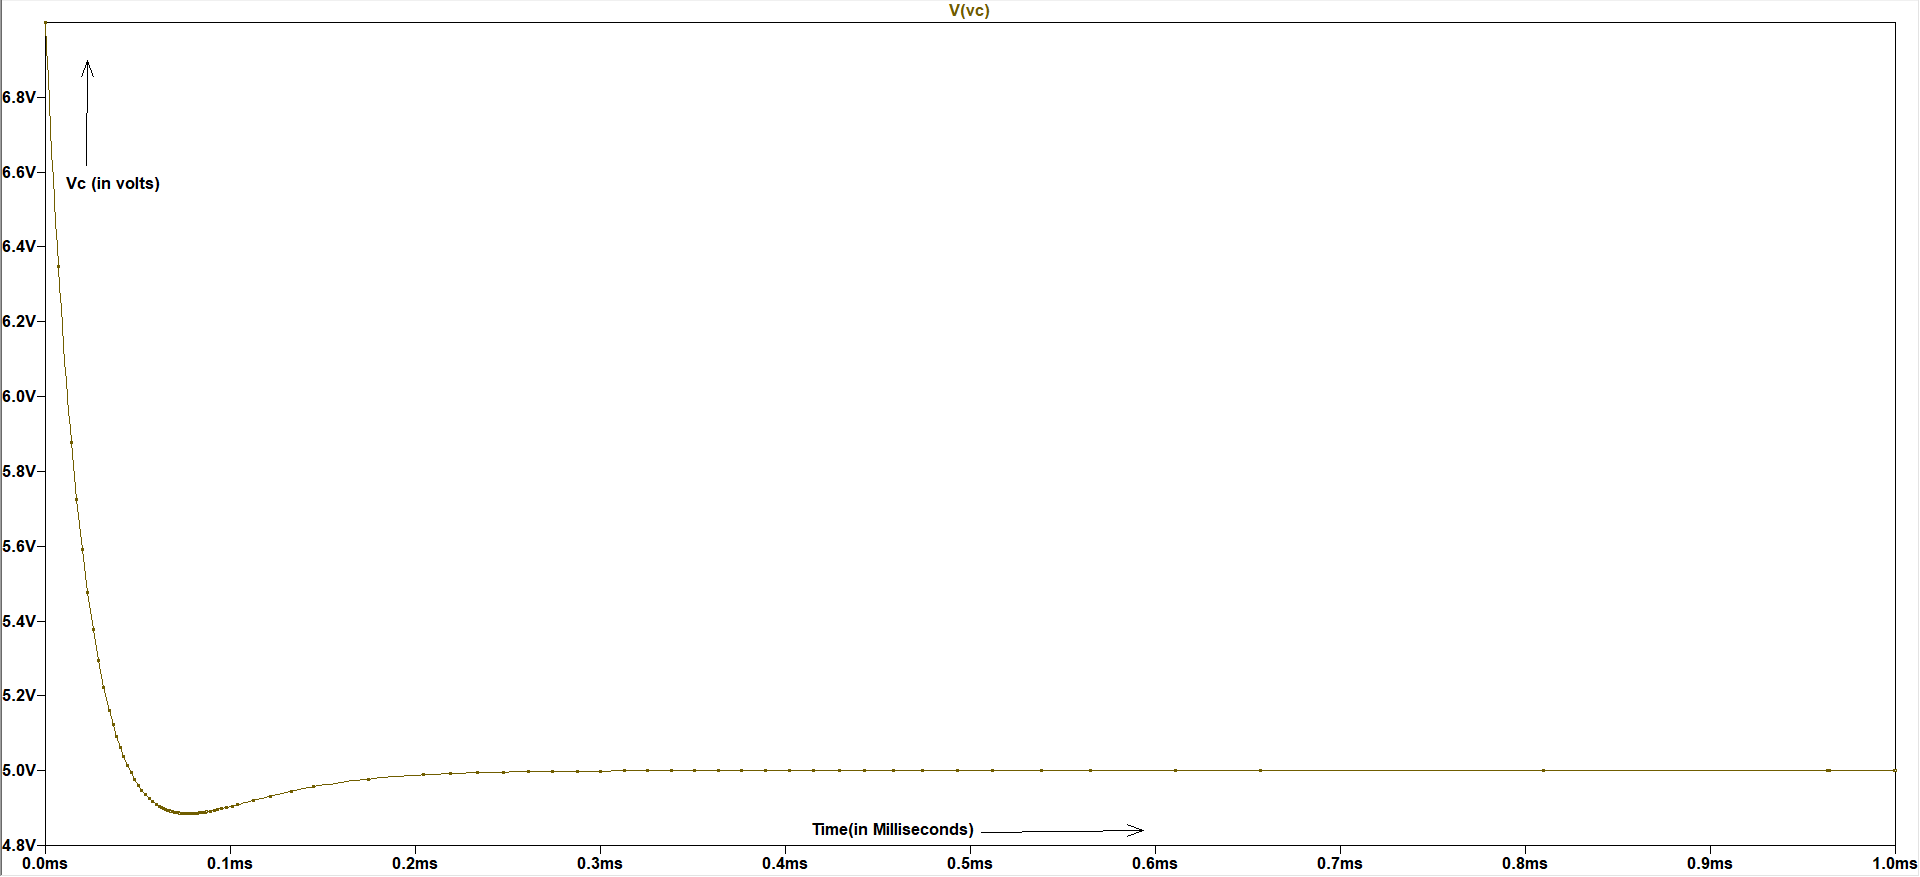 V(vc)
6.8V
6.6V
Vc (in volts)
6.4V
6.2V
6.0V
5.8V
5.6V
5.4V
5.2V
5.0V
Time(in Milliseconds)
4.8V
0.0ms 0.1ms 0.2ms 0.3ms 0.4ms 0.5ms 0.6ms 0.7ms 0.8ms 0.9ms 1.0ms